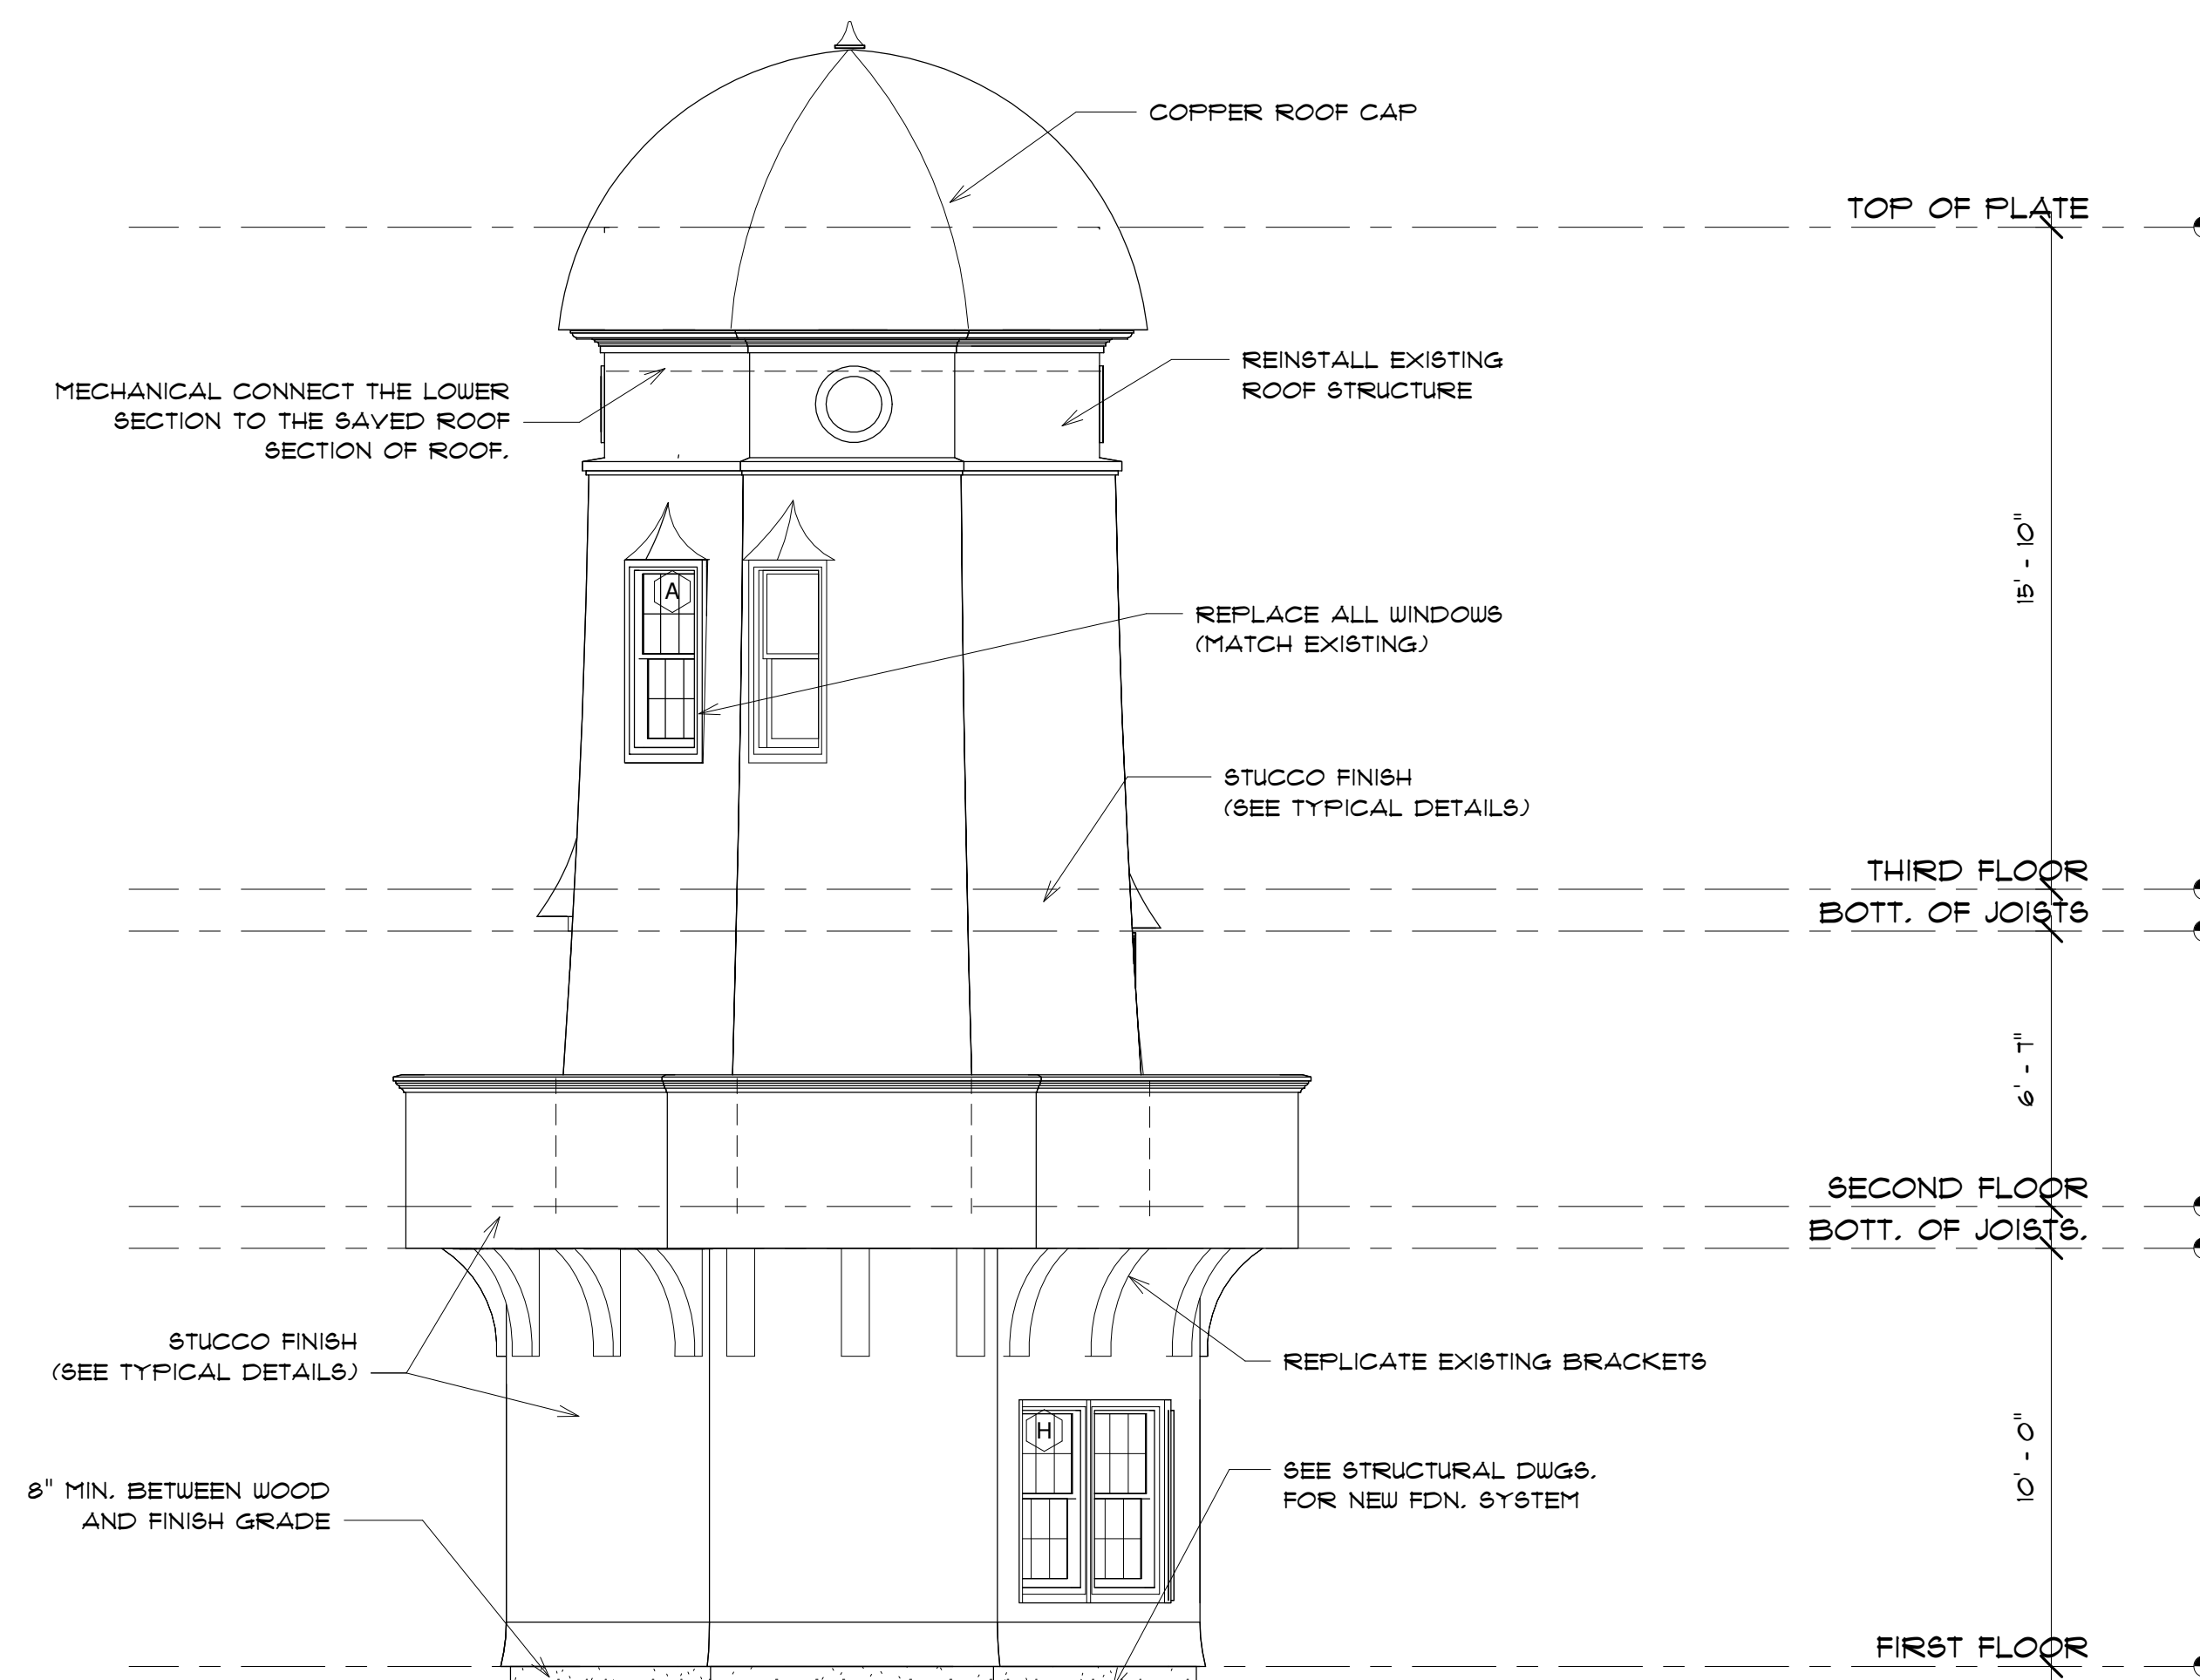 COPPER ROOF CAP
TOP OF PLATE
REINSTALL EXISTING
ROOF STRUCTURE
MECHANICAL CONNECT THE LOWER
SECTION TO THE SAVED ROOF
SECTION OF ROOF.
15' - 10"
A
REPLACE ALL WINDOWS
(MATCH EXISTING)
STUCCO FINISH
(SEE TYPICAL DETAILS)
THIRD FLOOR
BOTT. OF JOISTS
6' - 7"
SECOND FLOOR
BOTT. OF JOISTS.
STUCCO FINISH
(SEE TYPICAL DETAILS)
REPLICATE EXISTING BRACKETS
H
10' - 0"
SEE STRUCTURAL DWGS.
FOR NEW FDN. SYSTEM
8" MIN. BETWEEN WOOD
AND FINISH GRADE
FIRST FLOOR